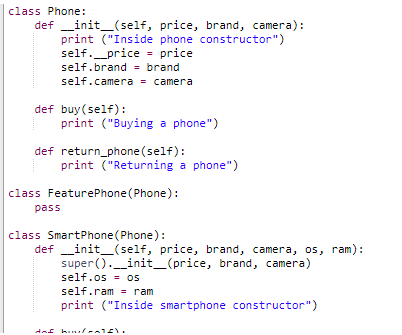 class Phone:
    def __init__(self, price, brand, camera):
        print ("Inside phone constructor")
        self.__price = price
        self.brand = brand
        self.camera = camera
    def buy(self):
        print ("Buying a phone")
    def return_phone(self):
        print ("Returning a phone")
class FeaturePhone(Phone):
    pass
class SmartPhone(Phone):
    def __init__(self, price, brand, camera, os, ram):
        super().__init__(price, brand, camera)
        self.os = os
        self.ram = ram
        print ("Inside smartphone constructor")
    def buy(self):